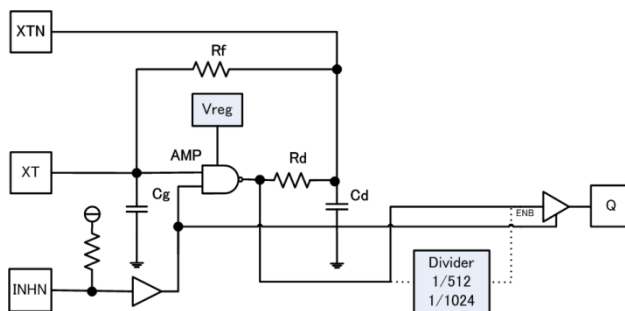 XTN
Rf
Vreg
AMP
XT
Rd
Cg
Cd
ENB
Q
INHN
Divider
1/512
1/1024